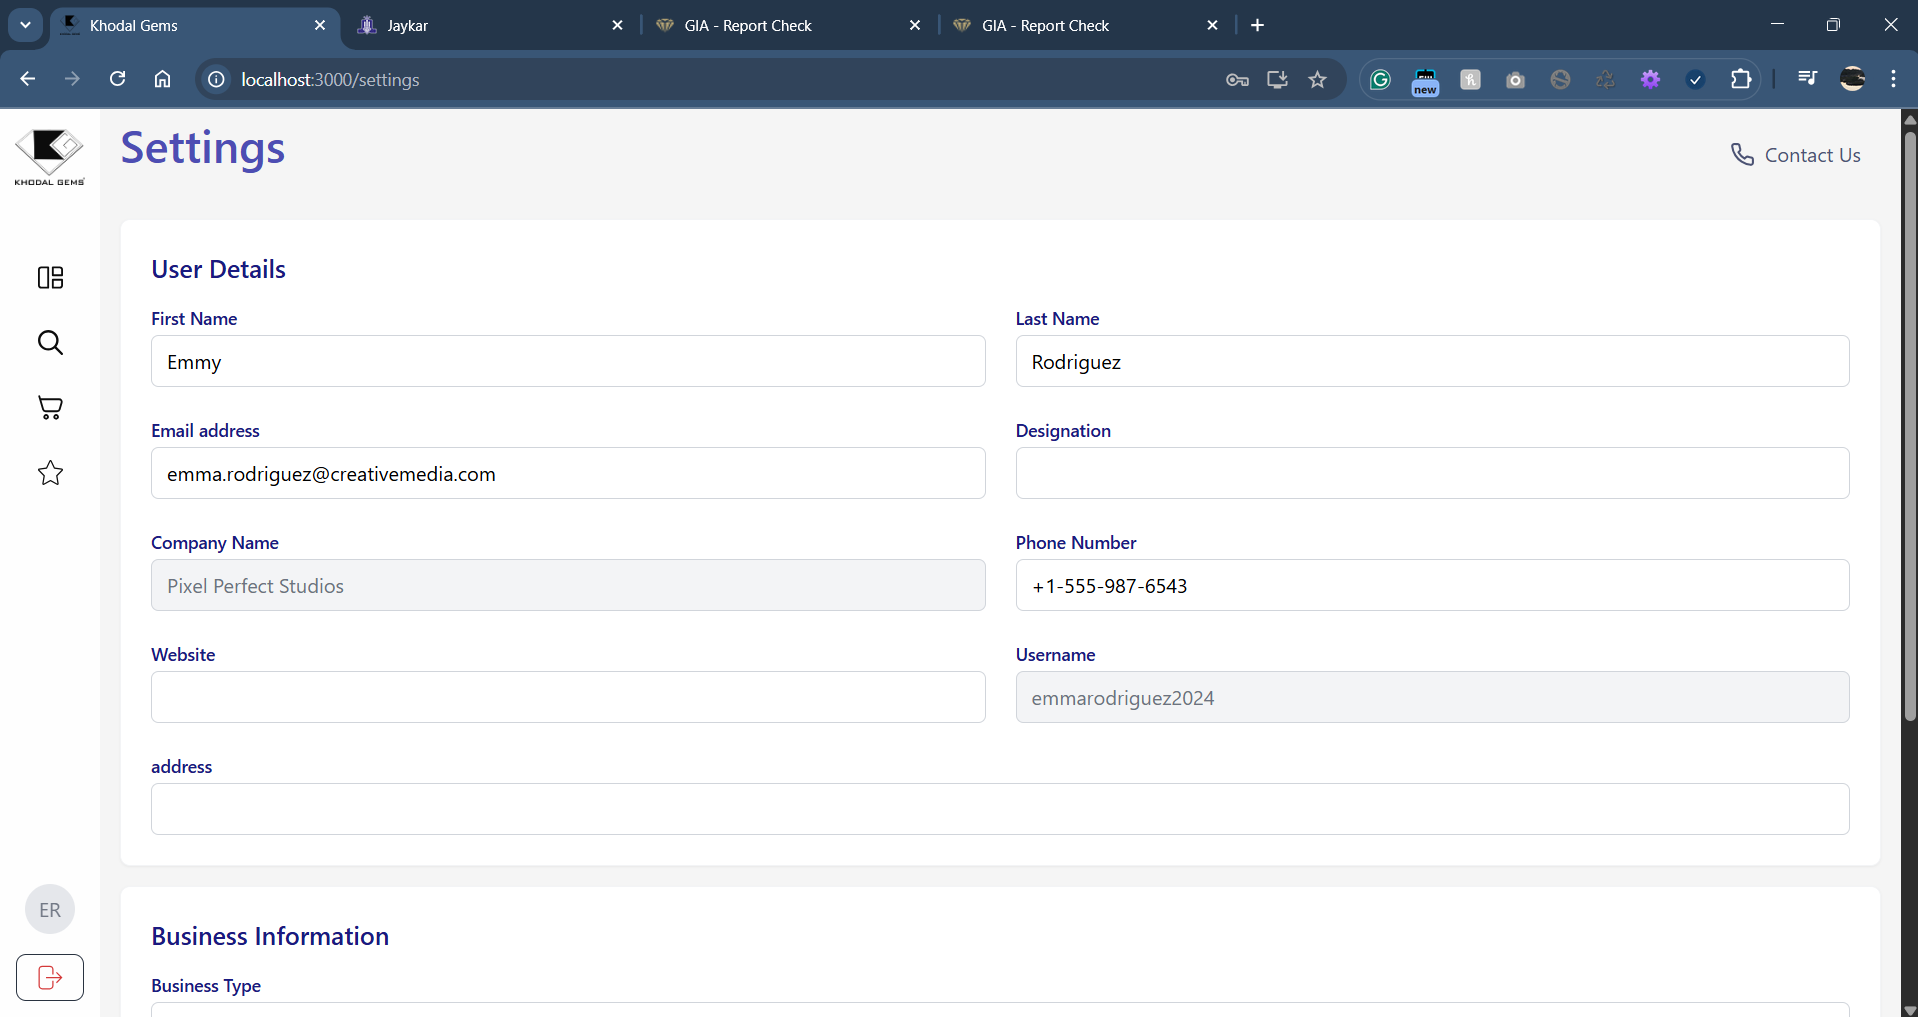 Khodal Gems
Jaykar
GIA - Report Check
GIA - Report Check
localhost:3000/settings
new
KHODAL GEMS
Settings
Contact Us
User Details
First Name
Last Name
Emmy
Rodriguez
Email address
Designation
emma.rodriguez@creativemedia.com
Company Name
Phone Number
Pixel Perfect Studios
+1-555-987-6543
Website
Username
emmarodriguez2024
address
ER
Business Information
Business Type